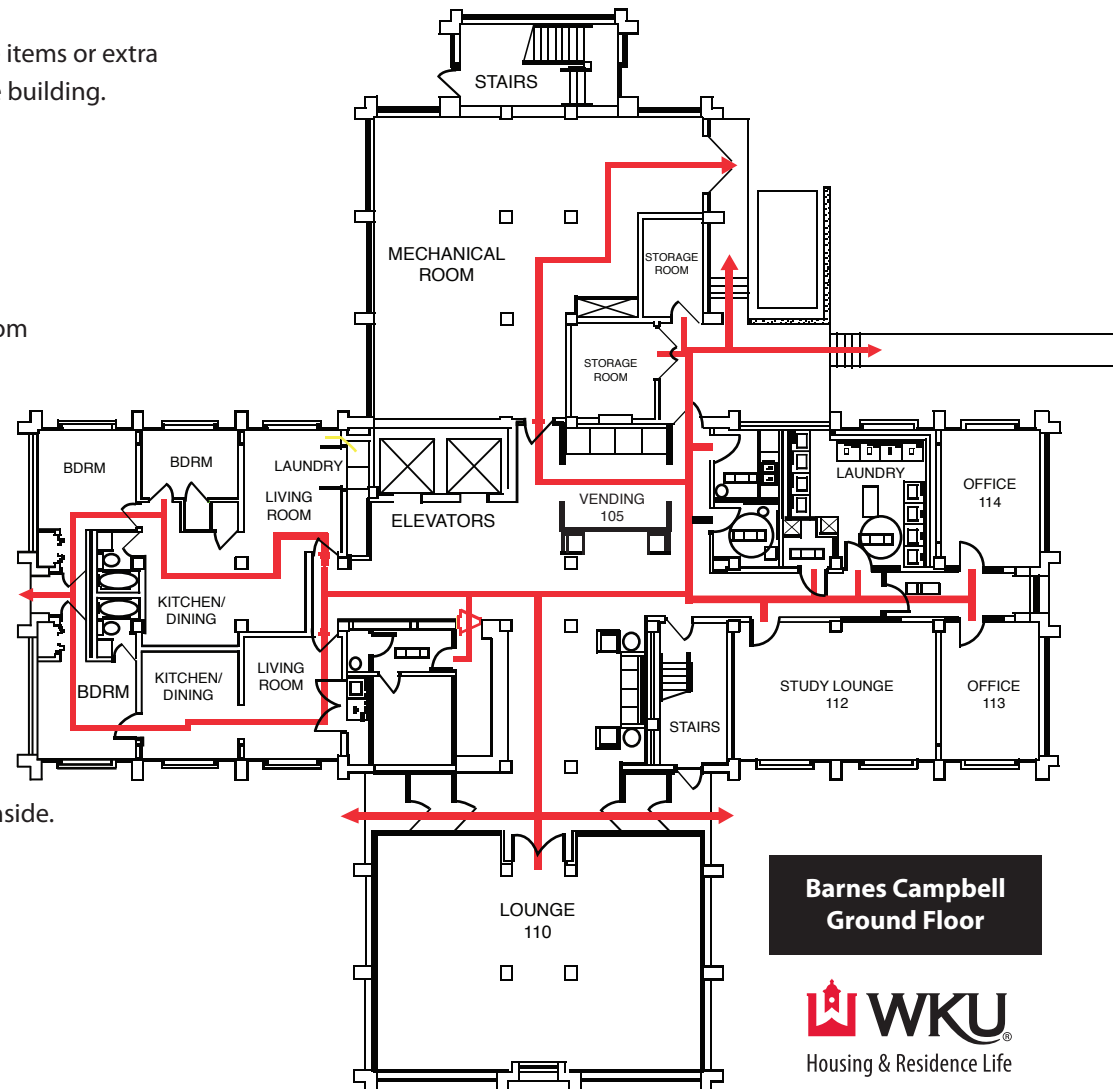 items or extra
building.
om
STAIRS
MECHANICAL
ROOM
STORAGE
ROOM
STORAGE
ROOM
BDRM
BDRM
LAUNDRY
LIVING
ROOM
ELEVATORS
VENDING
105
LAUNDRY
OFFICE
114
KITCHEN/
DINING
BDRM
KITCHEN/
DINING
LIVING
ROOM
STAIRS
STUDY LOUNGE
112
OFFICE
113
side.
LOUNGE
110
Barnes Campbell
Ground Floor
WKU®
Housing & Residence Life